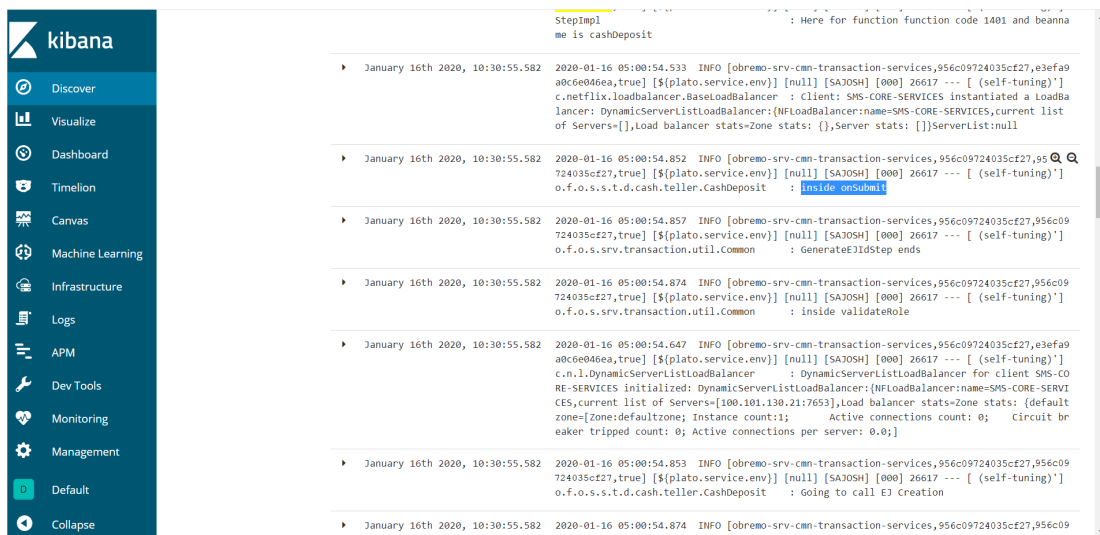 kibana
Discover
Visualize
Dashboard
Timelion
Canvas
Machine Learning
Infrastructure
Logs
APM
Dev Tools
Monitoring
Management
D Default
Collapse
StepImpl : Here for function function code 1401 and beanna
me is cashDeposit
January 16th 2020, 10:30:55.582 2020-01-16 05:00:54.533 INFO [obremo-srv-cmn-transaction-services,956c09724035cf27,e3efa9
a0c6e046ea,true] [${plato.service.env}] [null] [SAJOSH] [000] 26617 --- [ (self-tuning)']
c.netflix.loadbalancer.BaseLoadBalancer : Client: SMS-CORE-SERVICES instantiated a LoadBa
lancer: DynamicServerListLoadBalancer:{NFLoadBalancer:name=SMS-CORE-SERVICES,current list
of Servers=[],Load balancer stats=Zone stats: {},Server stats: []}ServerList:null
January 16th 2020, 10:30:55.582 2020-01-16 05:00:54.852 INFO [obremo-srv-cmn-transaction-services,956c09724035cf27,95
724035cf27,true] [${plato.service.env}] [null] [SAJOSH] [000] 26617 --- [ (self-tuning)']
o.f.o.s.s.t.d.cash.teller.CashDeposit : inside onSubmit
January 16th 2020, 10:30:55.582 2020-01-16 05:00:54.857 INFO [obremo-srv-cmn-transaction-services,956c09724035cf27,956c09
724035cf27,true] [${plato.service.env}] [null] [SAJOSH] [000] 26617 --- [ (self-tuning)']
o.f.o.s.srv.transaction.util.Common : GenerateEJIdStep ends
January 16th 2020, 10:30:55.582 2020-01-16 05:00:54.874 INFO [obremo-srv-cmn-transaction-services,956c09724035cf27,956c09
724035cf27,true] [${plato.service.env}] [null] [SAJOSH] [000] 26617 --- [ (self-tuning)']
o.f.o.s.srv.transaction.util.Common : inside validateRole
January 16th 2020, 10:30:55.582 2020-01-16 05:00:54.647 INFO [obremo-srv-cmn-transaction-services,956c09724035cf27,e3efa9
a0c6e046ea,true] [${plato.service.env}] [null] [SAJOSH] [000] 26617 --- [ (self-tuning)']
c.n.l.DynamicServerListLoadBalancer : DynamicServerListLoadBalancer for client SMS-CO
RE-SERVICES initialized: DynamicServerListLoadBalancer:{NFLoadBalancer:name=SMS-CORE-SERVI
CES,current list of Servers=[100.101.130.21:7653],Load balancer stats=Zone stats: {default
zone=[Zone:defaultzone; Instance count:1; Active connections count: 0; Circuit br
eaker tripped count: 0; Active connections per server: 0.0;]
January 16th 2020, 10:30:55.582 2020-01-16 05:00:54.853 INFO [obremo-srv-cmn-transaction-services,956c09724035cf27,956c09
724035cf27,true] [${plato.service.env}] [null] [SAJOSH] [000] 26617 --- [ (self-tuning)']
o.f.o.s.s.t.d.cash.teller.CashDeposit : Going to call EJ Creation
January 16th 2020, 10:30:55.582 2020-01-16 05:00:54.874 INFO [obremo-srv-cmn-transaction-services,956c09724035cf27,956c09